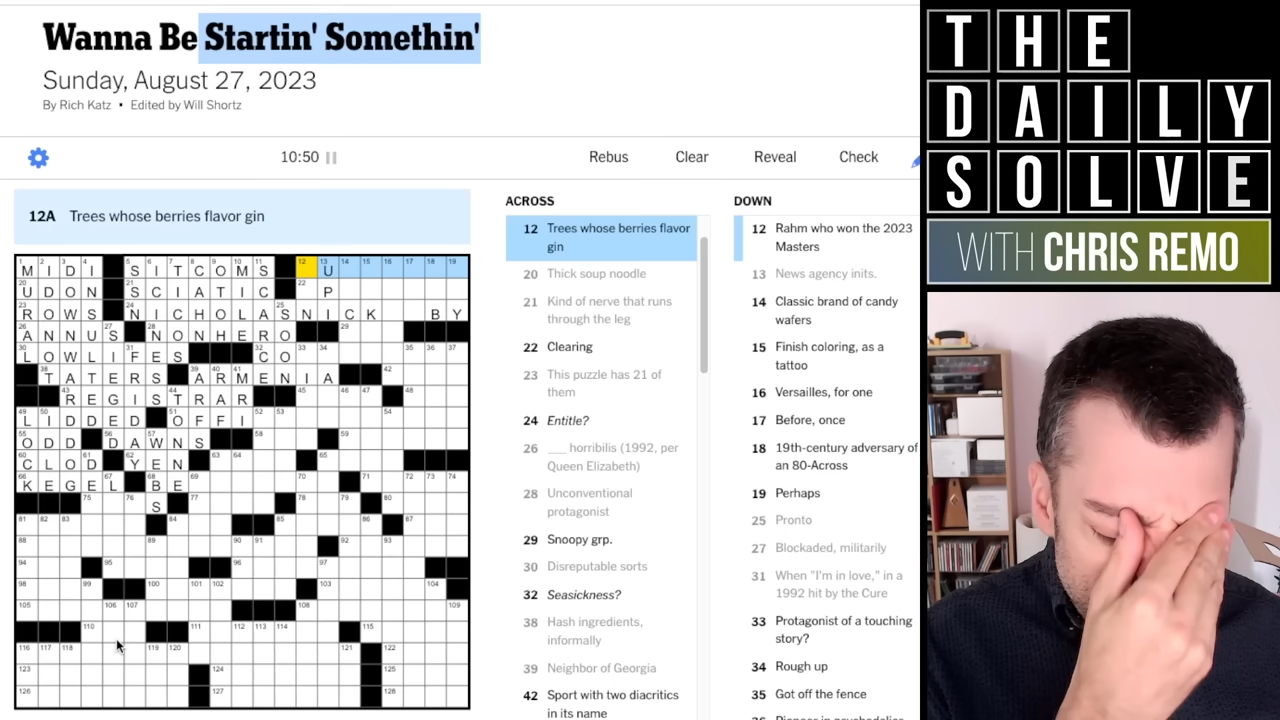 Wanna Be Startin' Somethin'
Sunday, August 27, 2023
By Rich Katz • Edited by Will Shortz
10:50
Rebus Clear Reveal Check
12A Trees whose berries flavor gin
ACROSS
12 Trees whose berries flavor gin
20 Thick soup noodle
21 Kind of nerve that runs through the leg
22 Clearing
23 This puzzle has 21 of them
24 Entitle?
26 ___ horribilis (1992, per Queen Elizabeth)
28 Unconventional protagonist
29 Snoopy grp.
30 Disreputable sorts
32 Seasickness?
38 Hash ingredients, informally
39 Neighbor of Georgia
42 Sport with two diacritics in its name
DOWN
12 Rahm who won the 2023 Masters
13 News agency inits.
14 Classic brand of candy wafers
15 Finish coloring, as a tattoo
16 Versailles, for one
17 Before, once
18 19th-century adversary of an 80-Across
19 Perhaps
25 Pronto
27 Blockaded, militarily
31 When "I'm in love," in a 1992 hit by the Cure
33 Protagonist of a touching story?
34 Rough up
35 Got off the fence
MIDI SITCOMS U
UDON SCIATIC P
ROWS NICHOLASNICK BY
ANNUS NONHERO
LOWLIFES CO
TATERS ARMENIA
REGISTRAR
LIDDED OFFI
ODD DAWNS
CLOD YEN
KEGEL BE
S
THE
DAILY
SOLVE
WITH CHRIS REMO